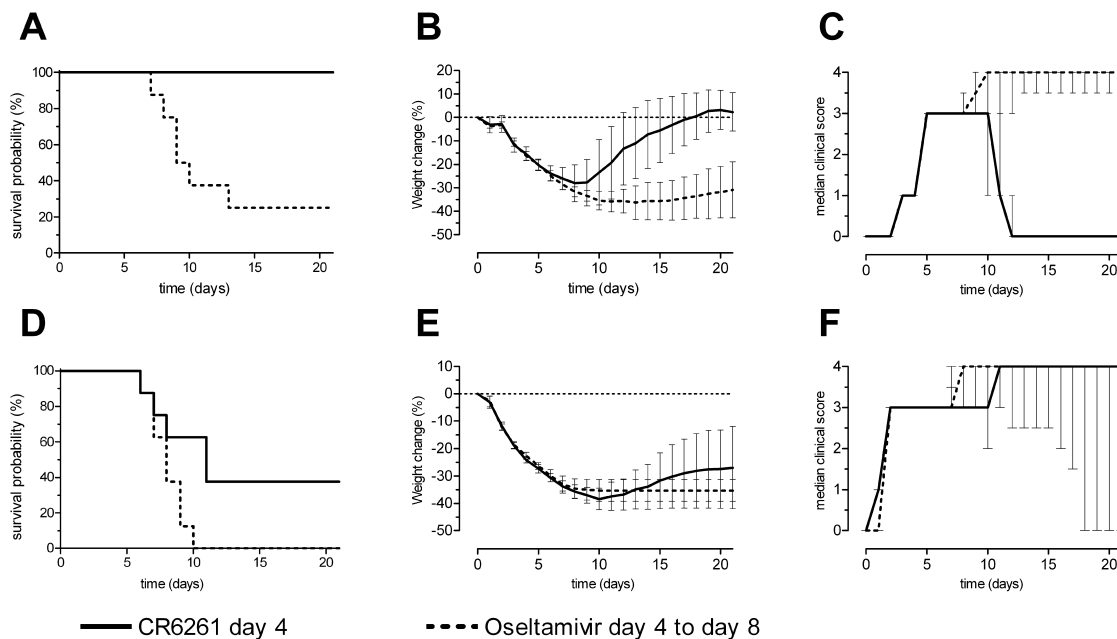 A
B
C
survival probability (%)
100
80
60
40
20
0
0 5 10 15 20
time (days)
Weight change (%)
20
10
0
-10
-20
-30
-40
-50
0 5 10 15 20
time (days)
median clinical score
4
3
2
1
0
0 5 10 15 20
time (days)
D
E
F
survival probability (%)
100
80
60
40
20
0
0 5 10 15 20
time (days)
Weight change (%)
10
0
-10
-20
-30
-40
-50
0 5 10 15 20
time (days)
median clinical score
4
3
2
1
0
0 5 10 15 20
time (days)
CR6261 day 4
Oseltamivir day 4 to day 8